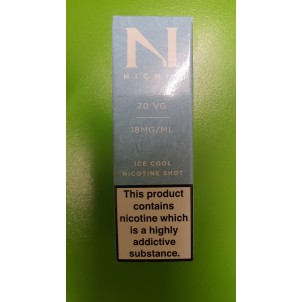 N
70 VG
18MG/ML
ICE COOL
NICOTINE SHOT
This product
contains
nicotine which
is a highly
addictive
substance.